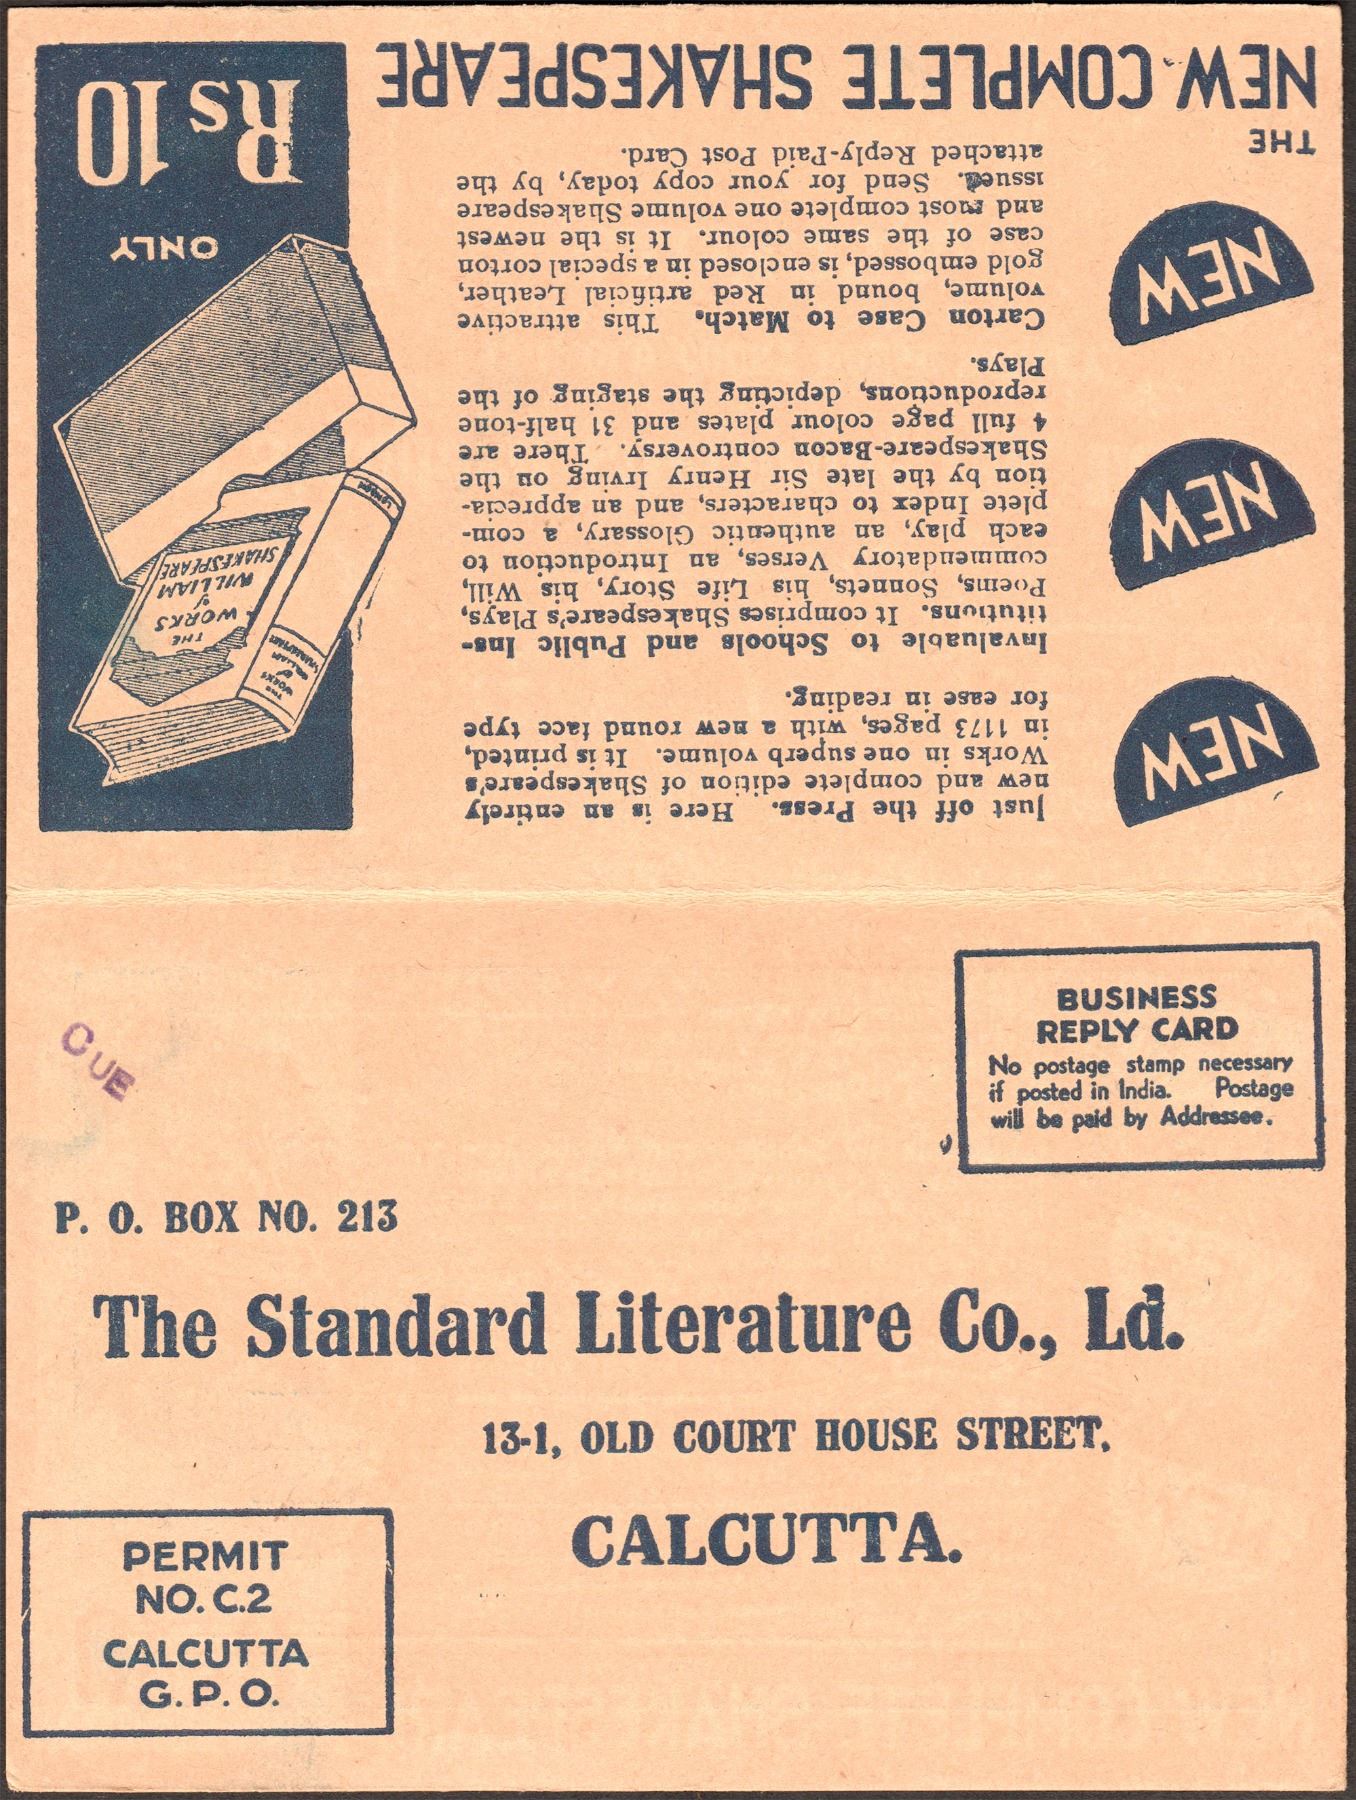 THE
NEW COMPLETE SHAKESPEARE
NEW
NEW
NEW
Just off the Press. Here is an entirely
new and complete edition of Shakespeare's
Works in one superb volume. It is printed,
in 1173 pages, with a new round face type
for ease in reading.
Invaluable to Schools and Public Ins-
titutions. It comprises Shakespeare's Plays,
Poems, Sonnets, his Life Story, his Will,
commendatory Verses, an Introduction to
each play, an authentic Glossary, a com-
plete Index to characters, and an apprecia-
tion by the late Sir Henry Irving on the
Shakespeare-Bacon controversy. There are
4 full page colour plates and 31 half-tone
reproductions, depicting the staging of the
Plays.
Carton Case to Match. This attractive
volume, bound in Red artificial Leather,
gold embossed, is enclosed in a special corton
case of the same colour. It is the newest
and most complete one volume Shakespeare
issued. Send for your copy today, by the
attached Reply-Paid Post Card.
THE
WORKS
of
WILLIAM
SHAKESPEARE
THE
WORKS
OF
WILLIAM
SHAKESPEARE
LONDON
ONLY
Rs 10
BUSINESS
REPLY CARD
No postage stamp necessary
if posted in India. Postage
will be paid by Addressee.
CUE
P. O. BOX NO. 213
The Standard Literature Co., Ld.
13-1, OLD COURT HOUSE STREET,
CALCUTTA.
PERMIT
NO. C.2
CALCUTTA
G. P. O.